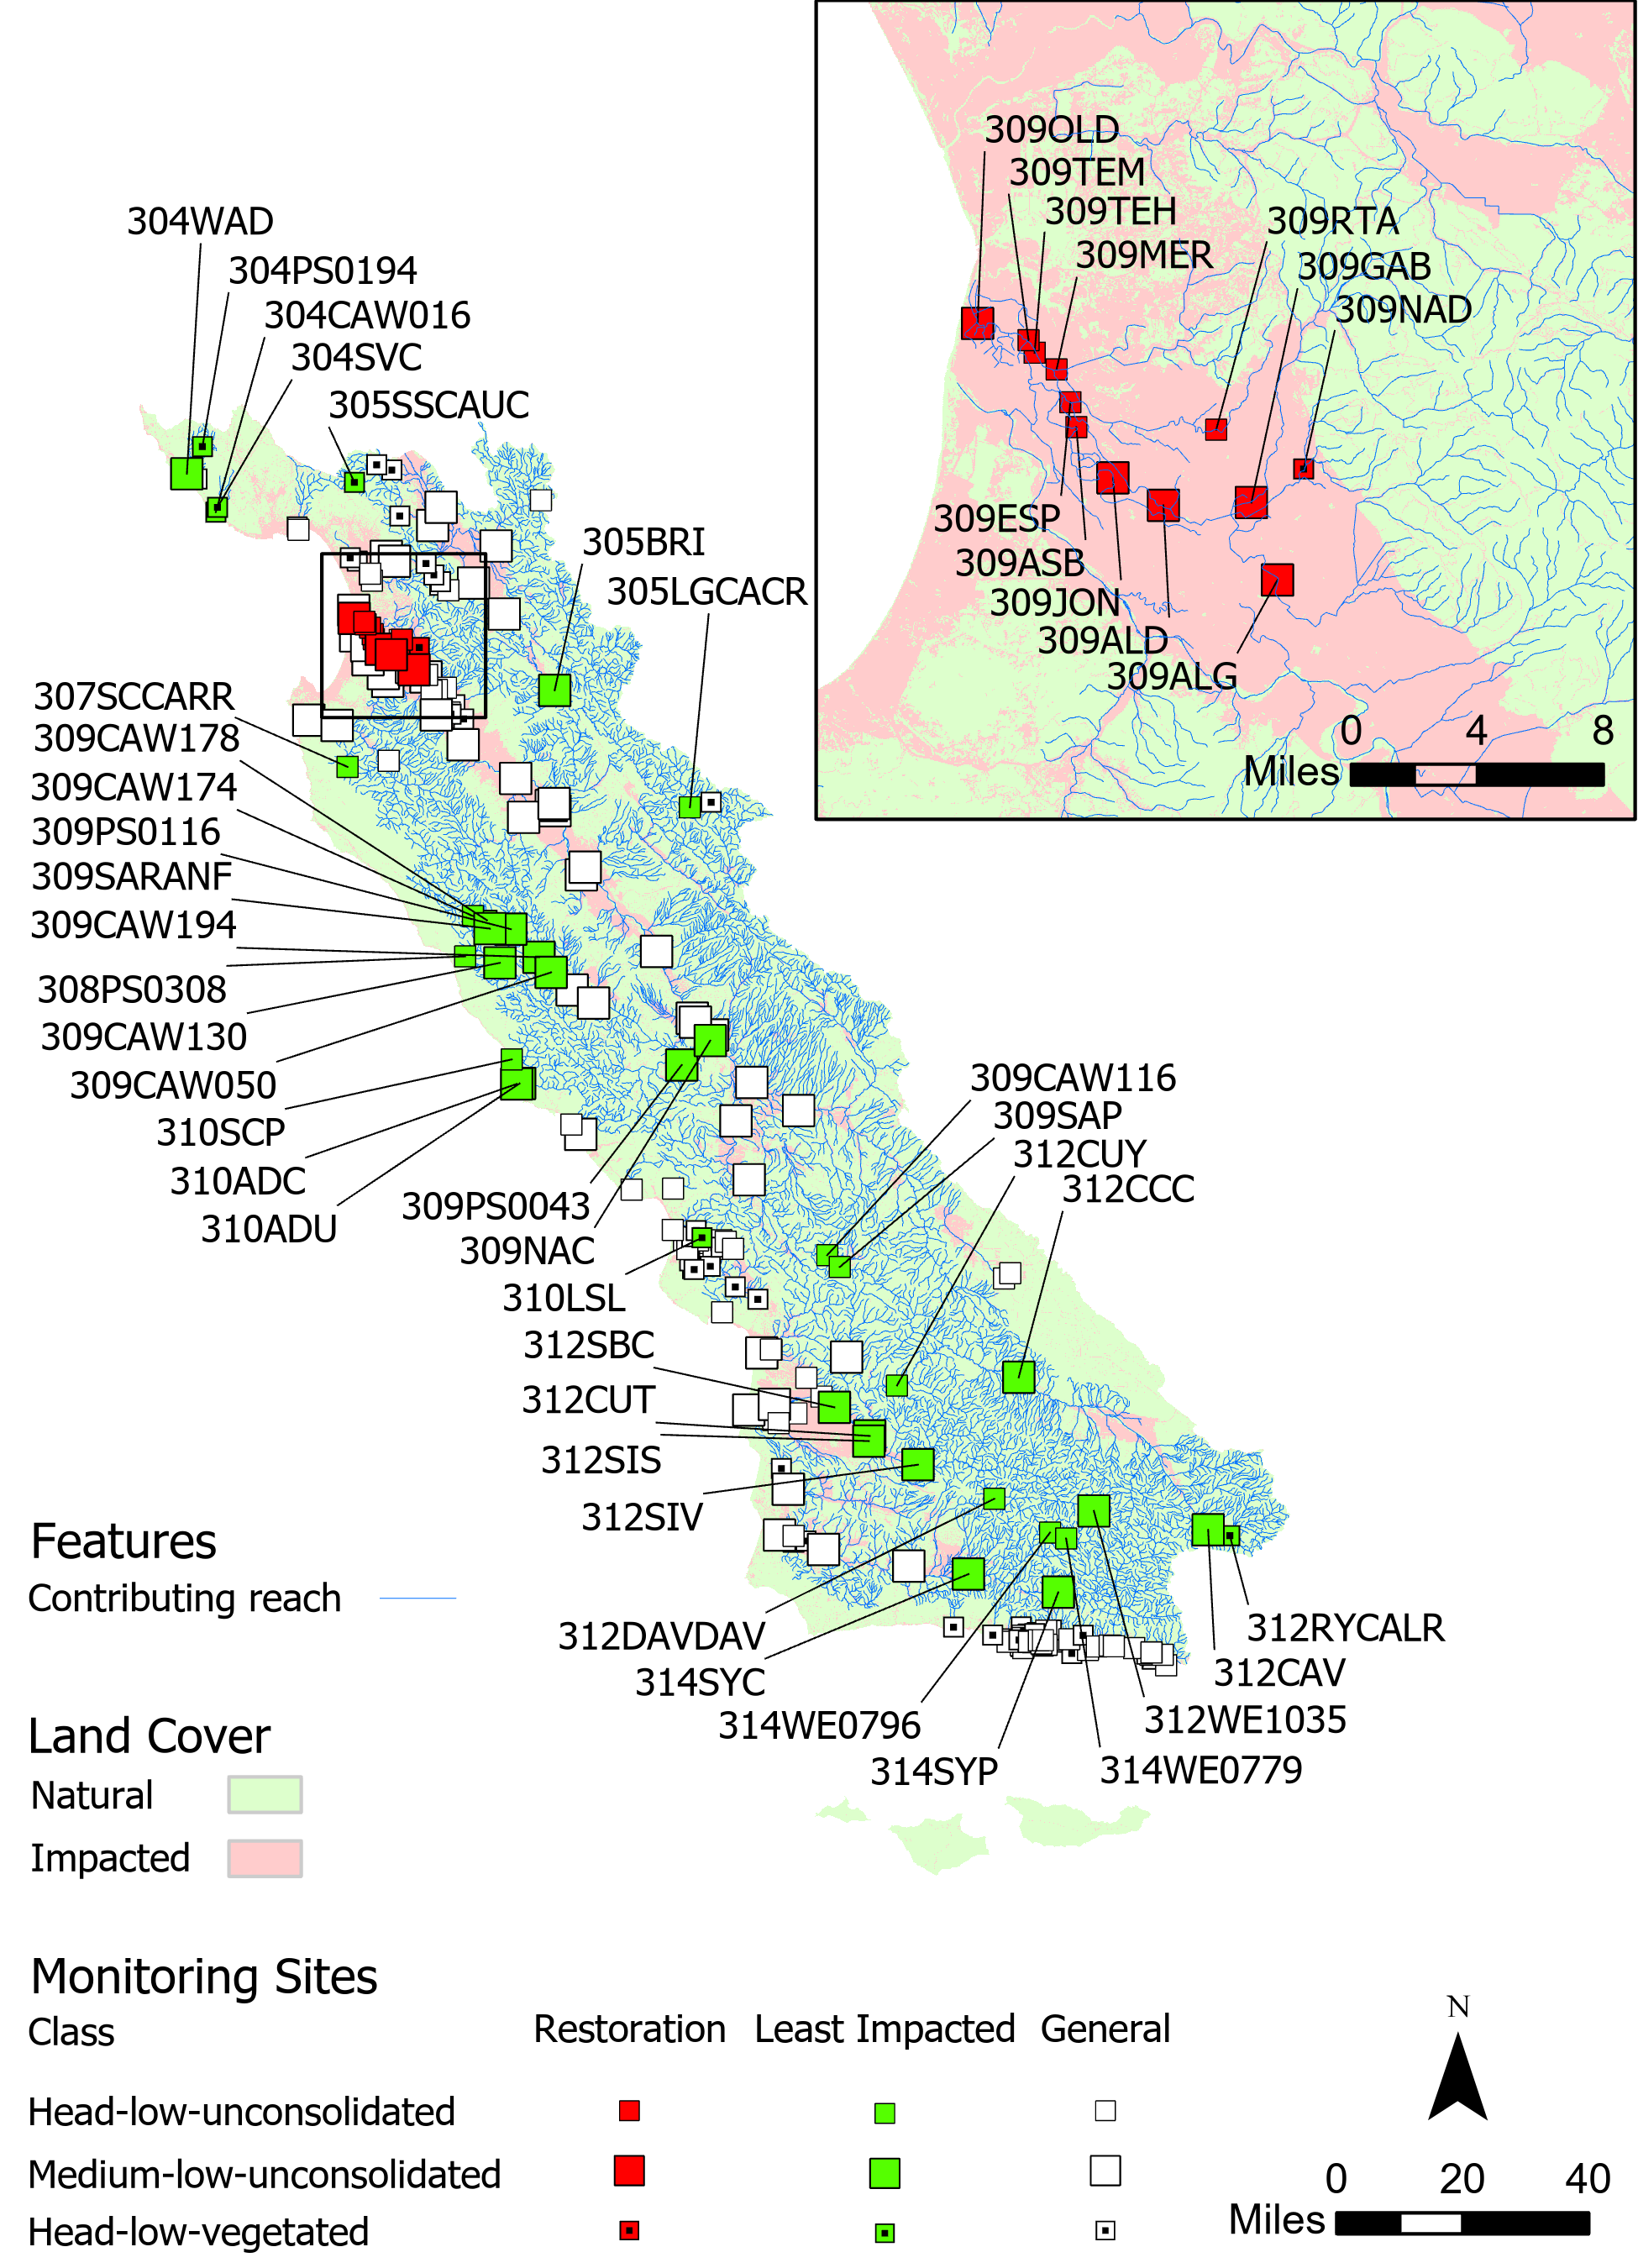 309OLD
309TEM
309TEH
309MER
309RTA
309GAB
309NAD
309ESP
309ASB
309JON
309ALD
309ALG
0 4 8
Miles
304WAD
304PS0194
304CAW016
304SVC
305SSCAUC
305BRI
305LGCACR
307SCCARR
309CAW178
309CAW174
309PS0116
309SARANF
309CAW194
308PS0308
309CAW130
309CAW050
310SCP
310ADC
310ADU
309PS0043
309NAC
310LSL
312SBC
312CUT
312SIS
312SIV
309CAW116
309SAP
312CUY
312CCC
312DAVDAV
314SYC
314WE0796
314SYP
312RYCALR
312CAV
312WE1035
314WE0779
Features
Contributing reach
Land Cover
Natural
Impacted
Monitoring Sites
Class Restoration Least Impacted General
Head-low-unconsolidated
Medium-low-unconsolidated
Head-low-vegetated
N
0 20 40
Miles